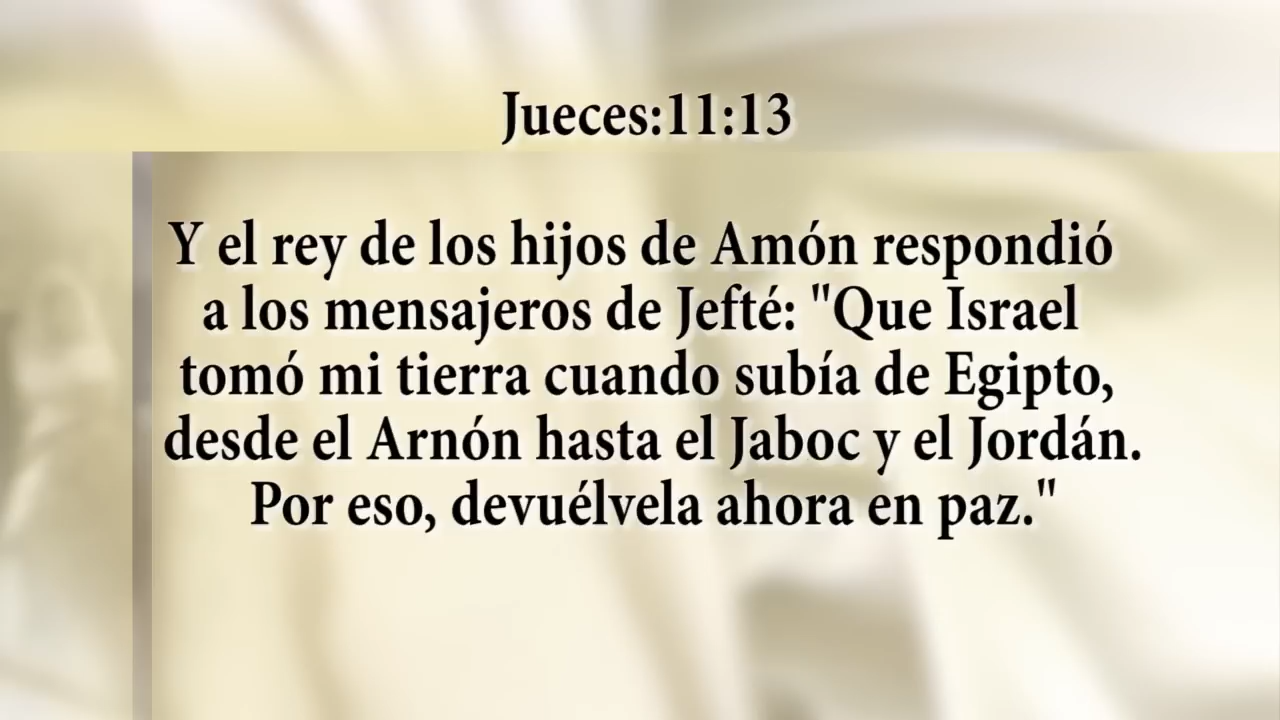 Jueces:11:13
Y el rey de los hijos de Amón respondió
a los mensajeros de Jefté: "Que Israel
tomó mi tierra cuando subía de Egipto,
desde el Arnón hasta el Jaboc y el Jordán.
Por eso, devuélvela ahora en paz."